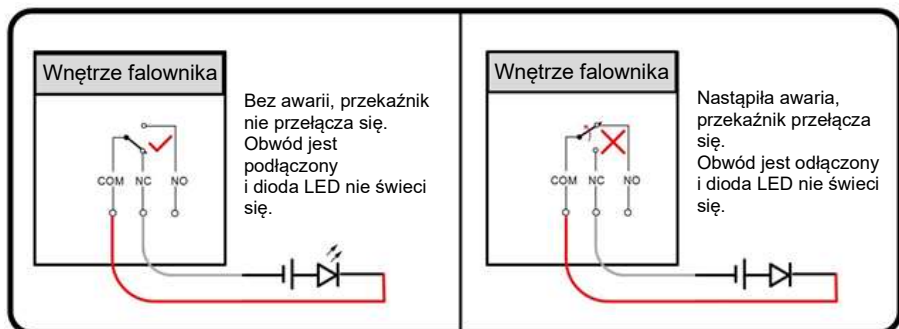 Wnętrze falownika
Bez awarii, przekaźnik
nie przełącza się.
Obwód jest
podłączony
i dioda LED nie świeci
się.
COM NC NO
Wnętrze falownika
Nastąpiła awaria,
przekaźnik przełącza
się.
Obwód jest odłączony
i dioda LED nie świeci
się.
COM NC NO